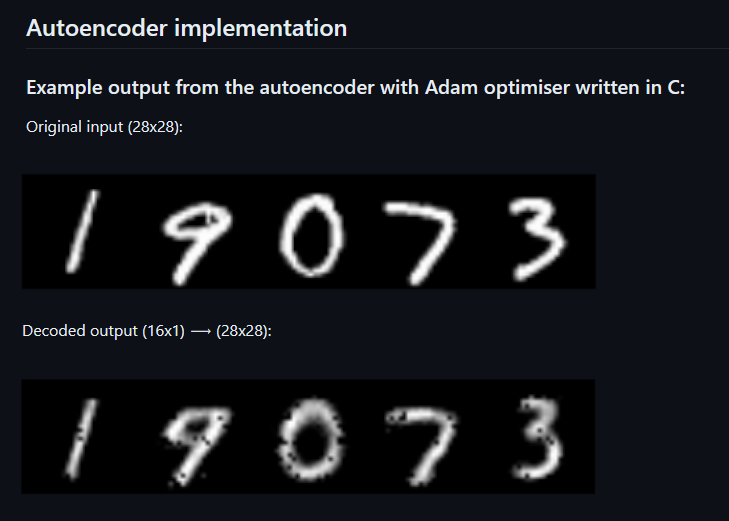 Autoencoder implementation
Example output from the autoencoder with Adam optimiser written in C:
Original input (28x28):
1 9 0 7 3
Decoded output (16x1) ⟶ (28x28):
1 9 0 7 3